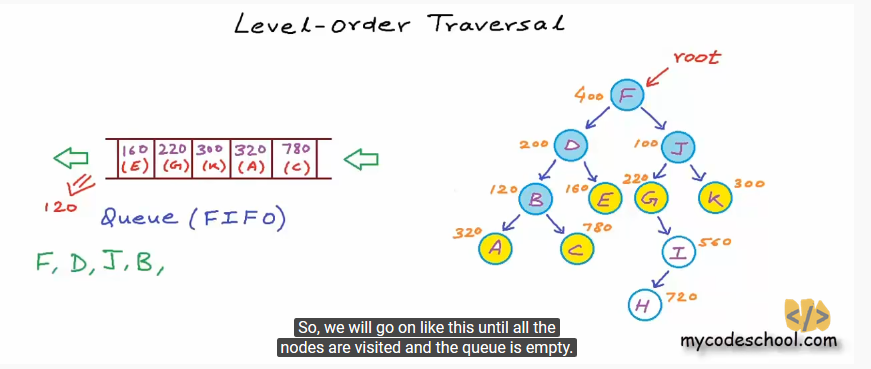 Level-order Traversal
root
400 F
200 D
100 J
160 220 300 320 780
(E) (G) (K) (A) (C)
120 B
160 E
220 G
K 300
120
Queue (FIFO)
320 A
780 C
I 560
F, D, J, B,
H 720
So, we will go on like this until all the
nodes are visited and the queue is empty.
</>
mycodeschool.com